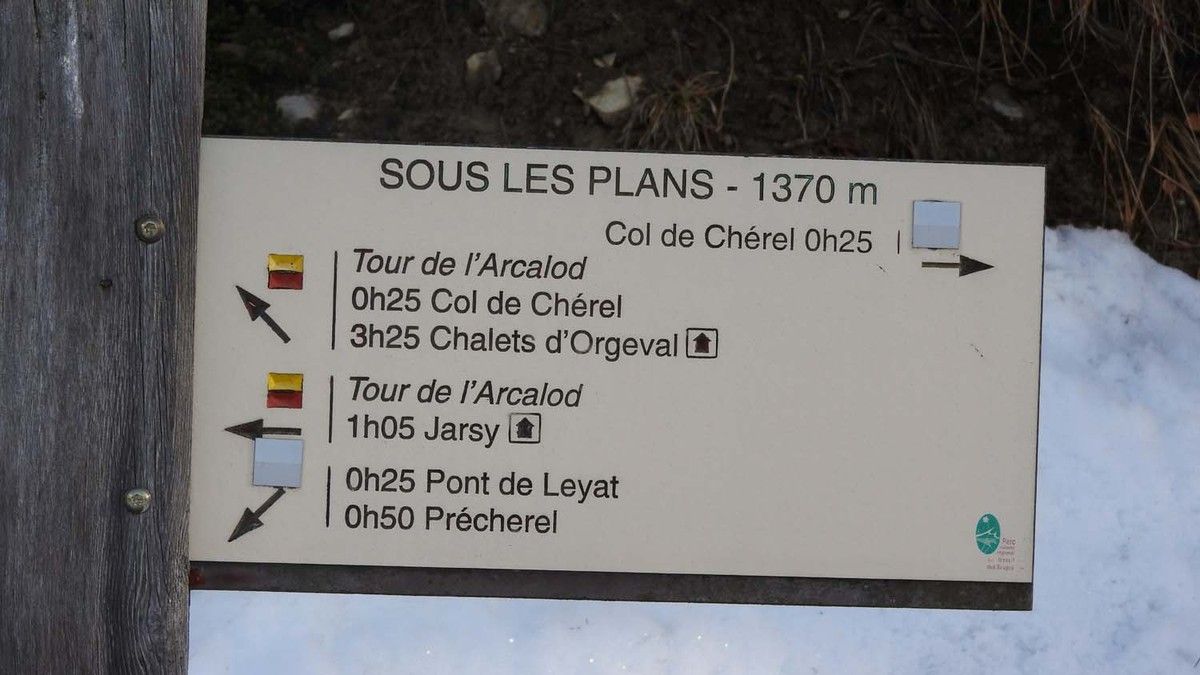 SOUS LES PLANS - 1370 m
Col de Chérel 0h25
Tour de l'Arcalod
0h25 Col de Chérel
3h25 Chalets d'Orgeval
Tour de l'Arcalod
1h05 Jarsy
0h25 Pont de Leyat
0h50 Précherel
Parc